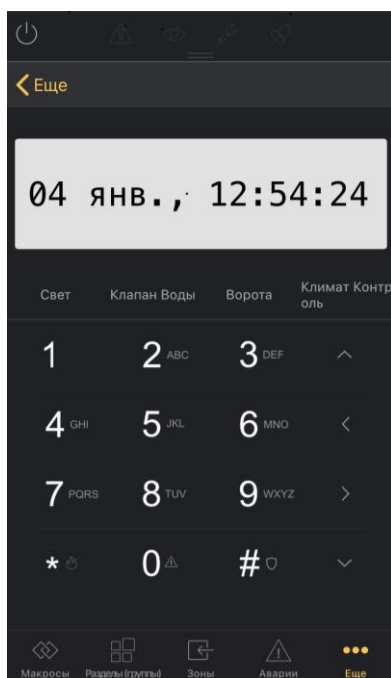 Еще
04 янв., 12:54:24
Свет Клапан Воды Ворота Климат Контр
оль
1 2 ABC 3 DEF
4 GHI 5 JKL 6 MNO
7 PQRS 8 TUV 9 WXYZ
* 0 #
Макросы Разделы (группы) Зоны Аварии Еще